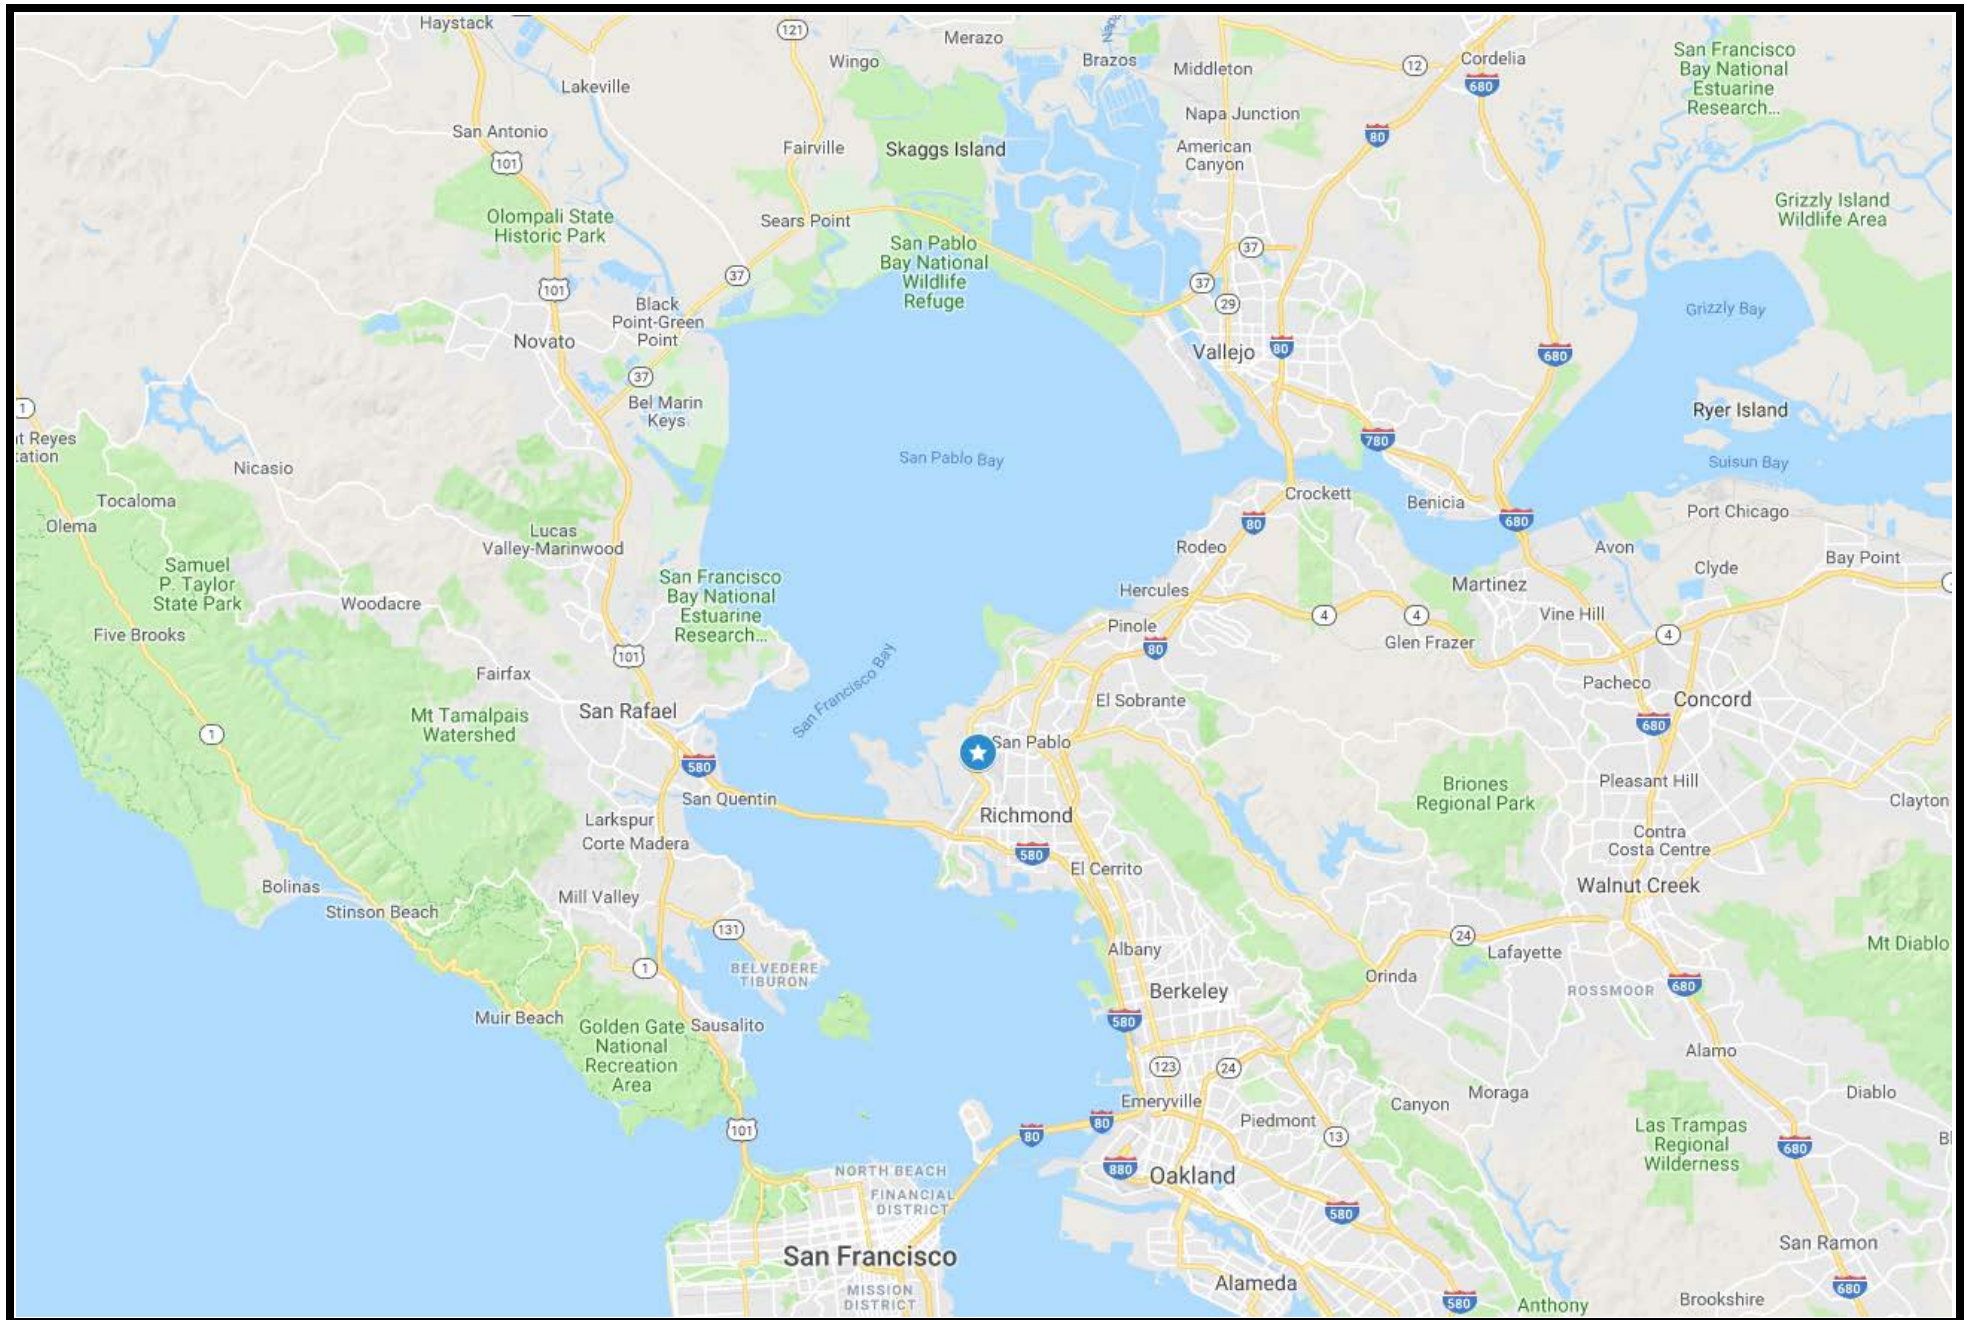 Haystack
121
Merazo
Napa
Wingo
Brazos
Middleton
12
Cordelia
680
San Francisco
Bay National
Estuarine
Research...
Lakeville
Napa Junction
San Antonio
101
Fairville
Skaggs Island
American
Canyon
80
Olompali State
Historic Park
Sears Point
San Pablo
Bay National
Wildlife
Refuge
Grizzly Island
Wildlife Area
37
37
37
29
101
Black
Point-Green
Point
Novato
Grizzly Bay
Vallejo
80
680
37
Bel Marin
Keys
1
nt Reyes
tation
Ryer Island
780
Nicasio
San Pablo Bay
Suisun Bay
Tocaloma
Olema
Crockett
Benicia
Port Chicago
80
680
Lucas
Valley-Marinwood
Rodeo
Avon
Bay Point
Clyde
Samuel
P. Taylor
State Park
San Francisco
Bay National
Estuarine
Research...
Hercules
Martinez
Woodacre
4
4
Vine Hill
Five Brooks
Pinole
80
Glen Frazer
4
101
Fairfax
San Francisco Bay
El Sobrante
Pacheco
Concord
San Rafael
Mt Tamalpais
Watershed
1
680
San Pablo
580
Briones
Regional Park
Pleasant Hill
San Quentin
Clayton
Richmond
Larkspur
Corte Madera
580
Contra
Costa Centre
El Cerrito
Bolinas
Mill Valley
Walnut Creek
Stinson Beach
131
24
Albany
Lafayette
Mt Diablo
1
BELVEDERE
TIBURON
Orinda
Berkeley
ROSSMOOR
680
Muir Beach
Golden Gate
National
Recreation
Area
Sausalito
580
Alamo
123
24
Emeryville
Canyon
Moraga
Diablo
101
80
80
Piedmont
13
Las Trampas
Regional
Wilderness
680
Bl
NORTH BEACH
880
Oakland
FINANCIAL
DISTRICT
580
San Francisco
San Ramon
Alameda
MISSION
DISTRICT
580
Anthony
Brookshire
680